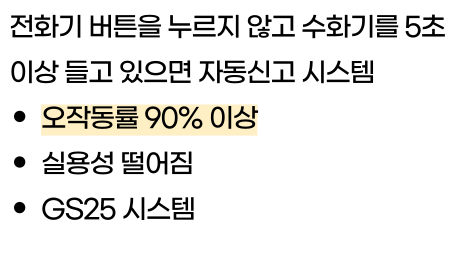 전화기 버튼을 누르지 않고 수화기를 5초
이상 들고 있으면 자동신고 시스템
• 오작동률 90% 이상
• 실용성 떨어짐
• GS25 시스템